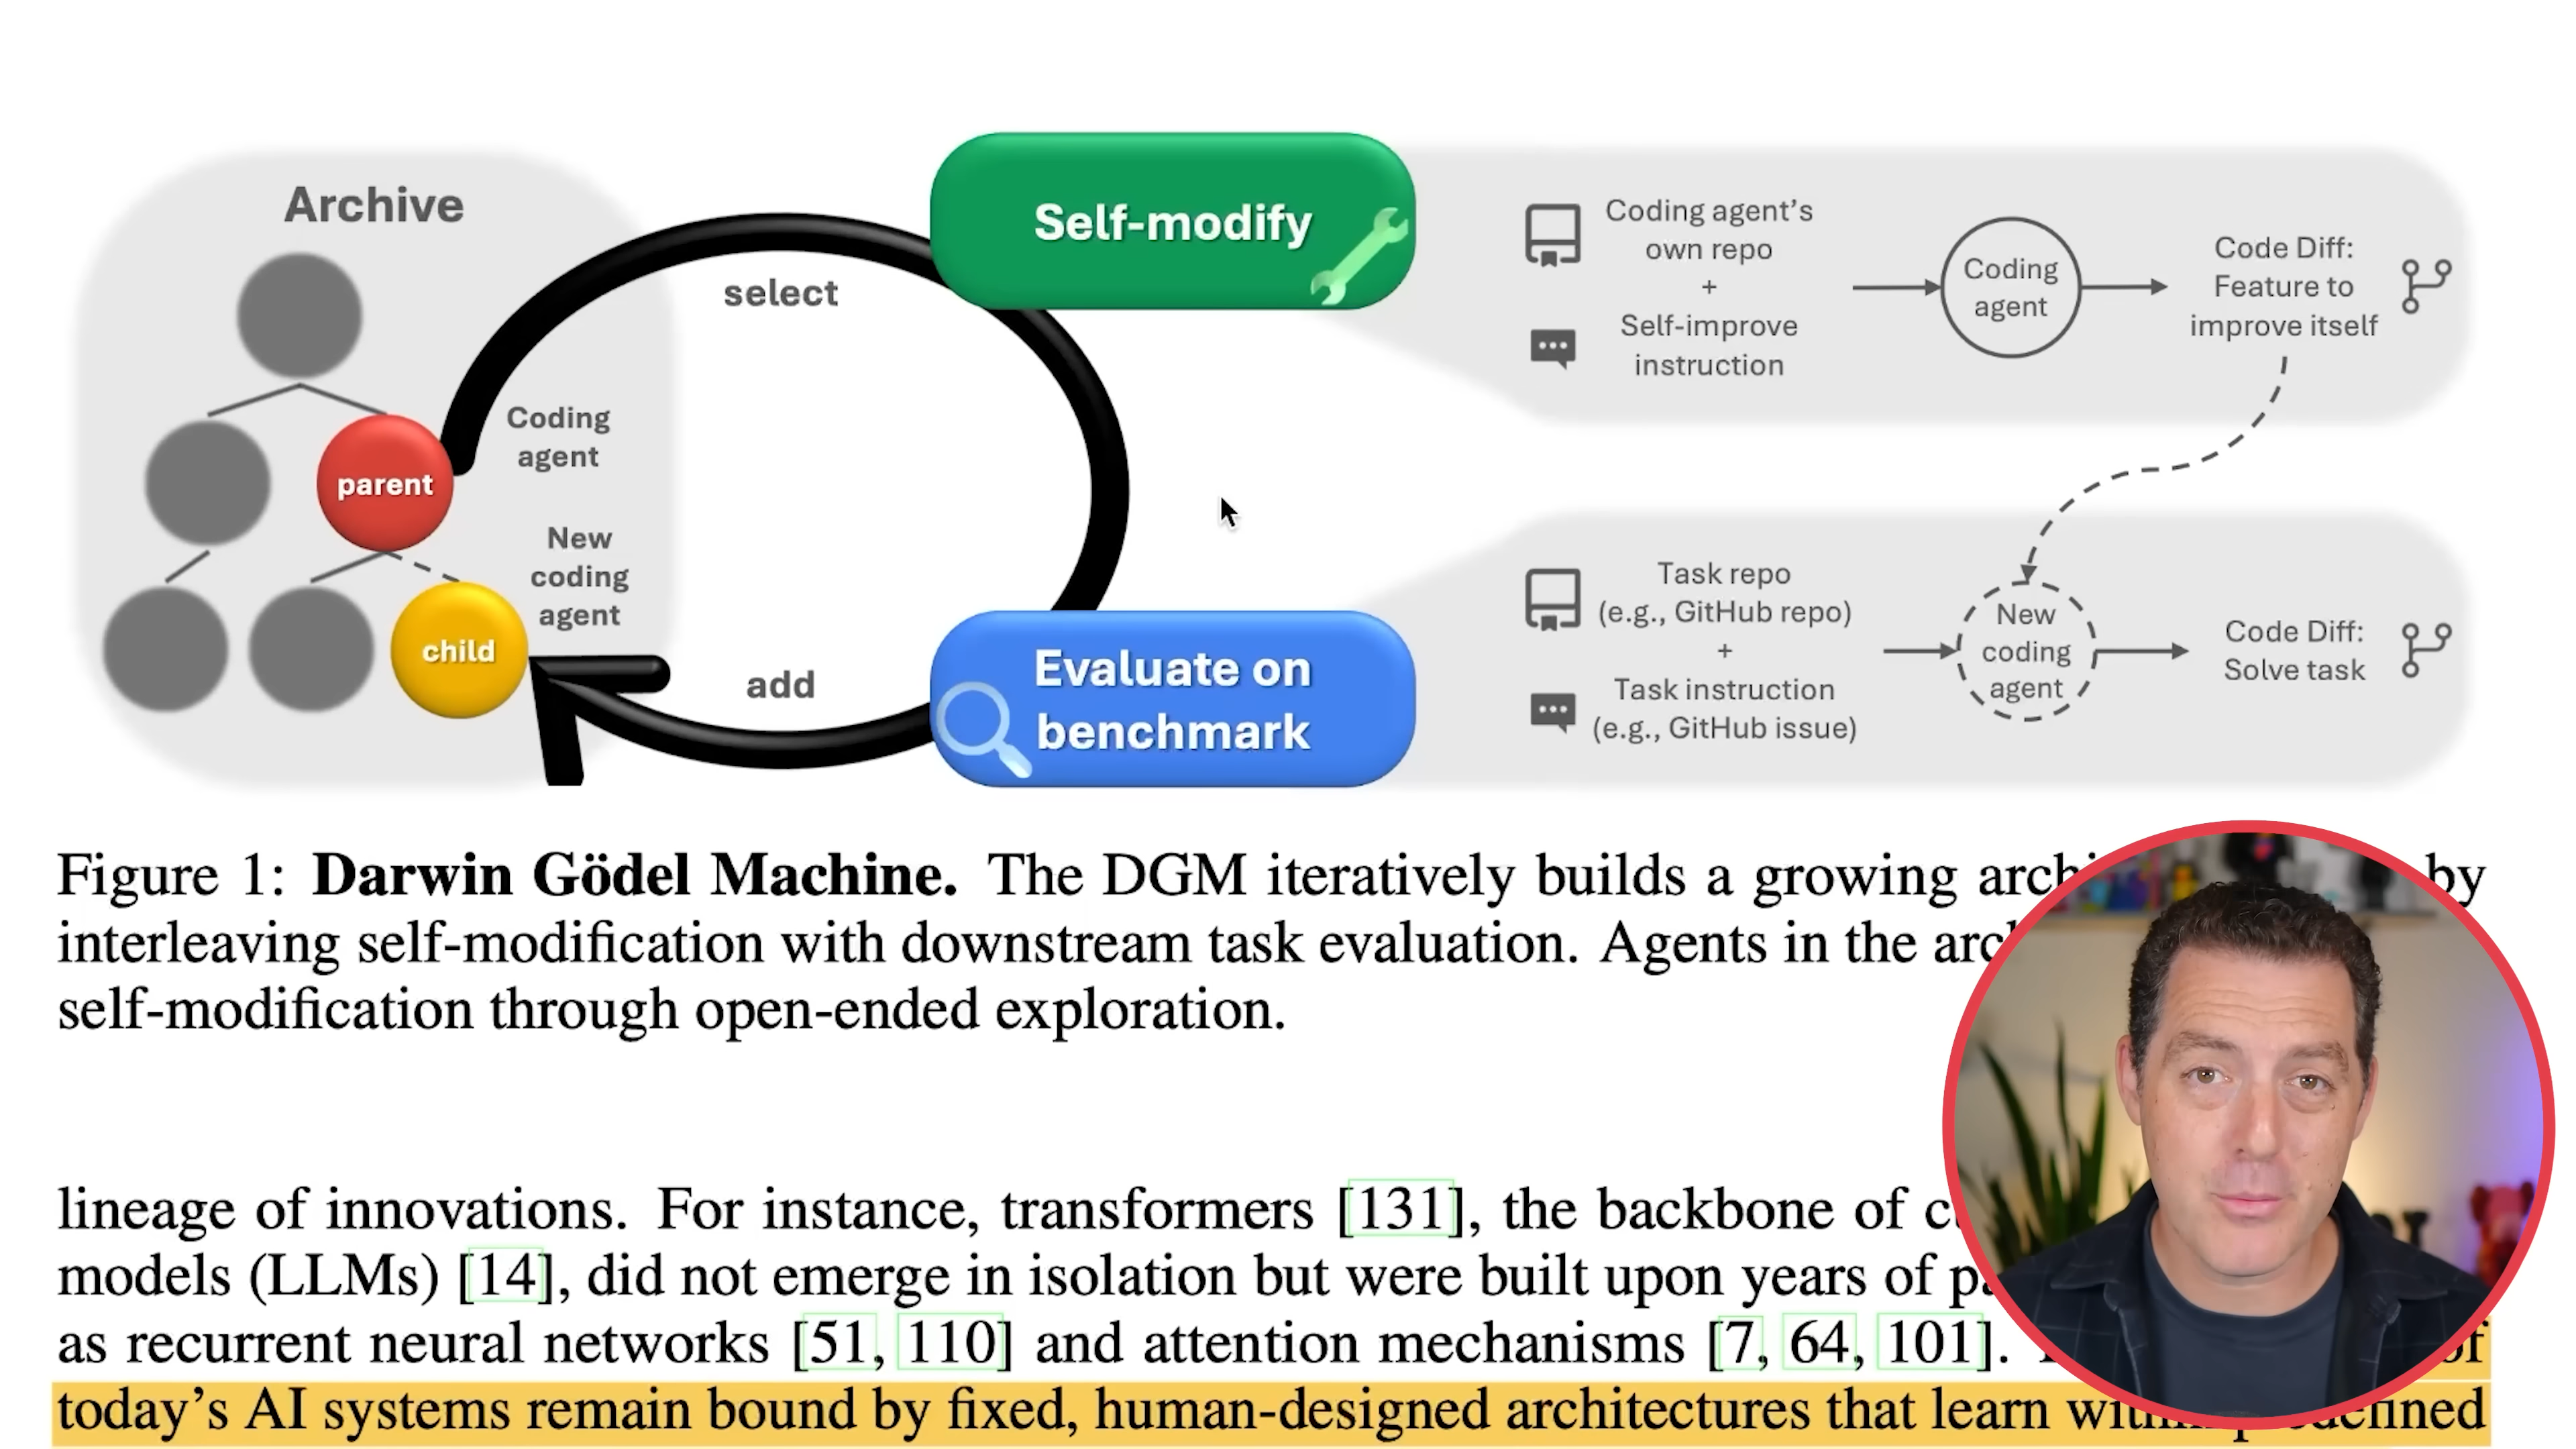 Archive
select
Coding
agent
parent
New
coding
agent
child
add
Self-modify
Evaluate on
benchmark
Coding agent's
own repo
+
Self-improve
instruction
Coding
agent
Code Diff:
Feature to
improve itself
Task repo
(e.g., GitHub repo)
+
Task instruction
(e.g., GitHub issue)
New
coding
agent
Code Diff:
Solve task
Figure 1: Darwin Gödel Machine. The DGM iteratively builds a growing by
interleaving self-modification with downstream task evaluation. Agents in the
self-modification through open-ended exploration.
lineage of innovations. For instance, transformers [131], the backbone of
models (LLMs) [14], did not emerge in isolation but were built upon years of
as recurrent neural networks [51, 110] and attention mechanisms [7, 64, 101]. of
today's AI systems remain bound by fixed, human-designed architectures that learn